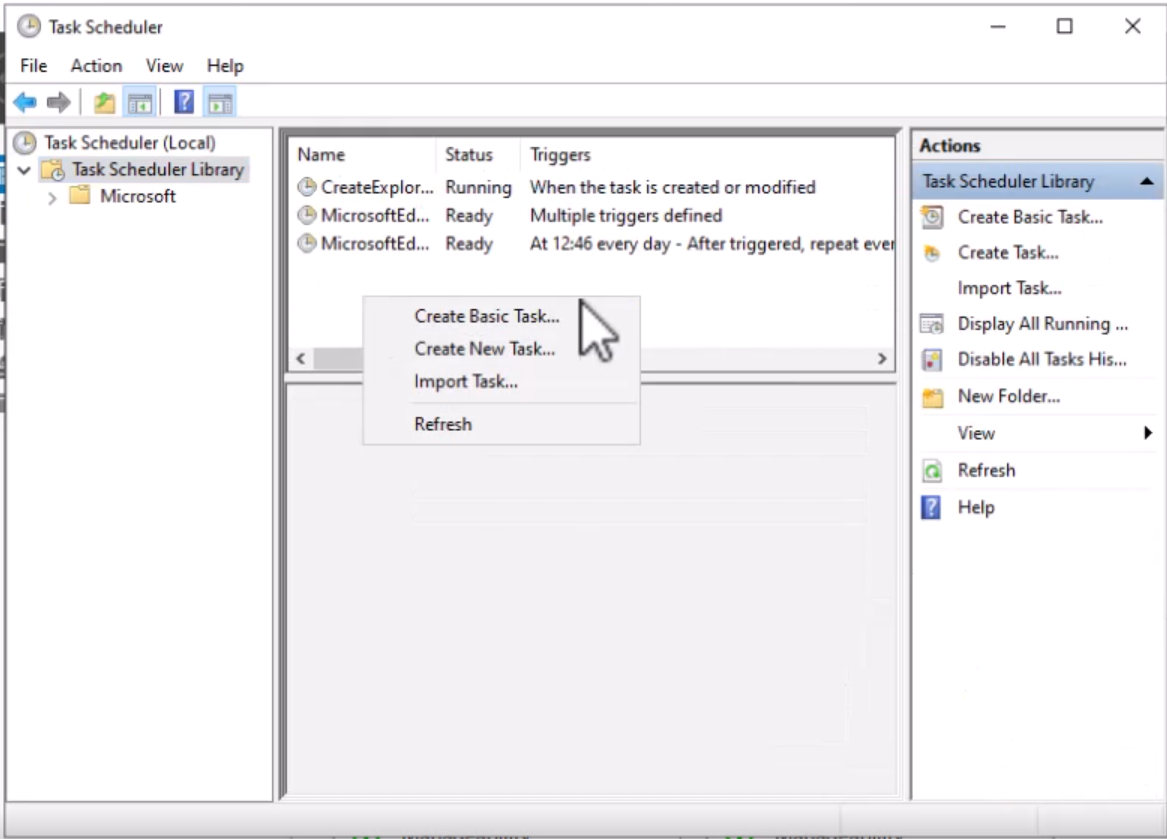 Task Scheduler
File Action View Help
Task Scheduler (Local)
Task Scheduler Library
Microsoft
Name Status Triggers
CreateExplor... Running When the task is created or modified
MicrosoftEd... Ready Multiple triggers defined
MicrosoftEd... Ready At 12:46 every day - After triggered, repeat ever
Create Basic Task...
Create New Task...
Import Task...
Refresh
Actions
Task Scheduler Library
Create Basic Task...
Create Task...
Import Task...
Display All Running ...
Disable All Tasks His...
New Folder...
View
Refresh
Help